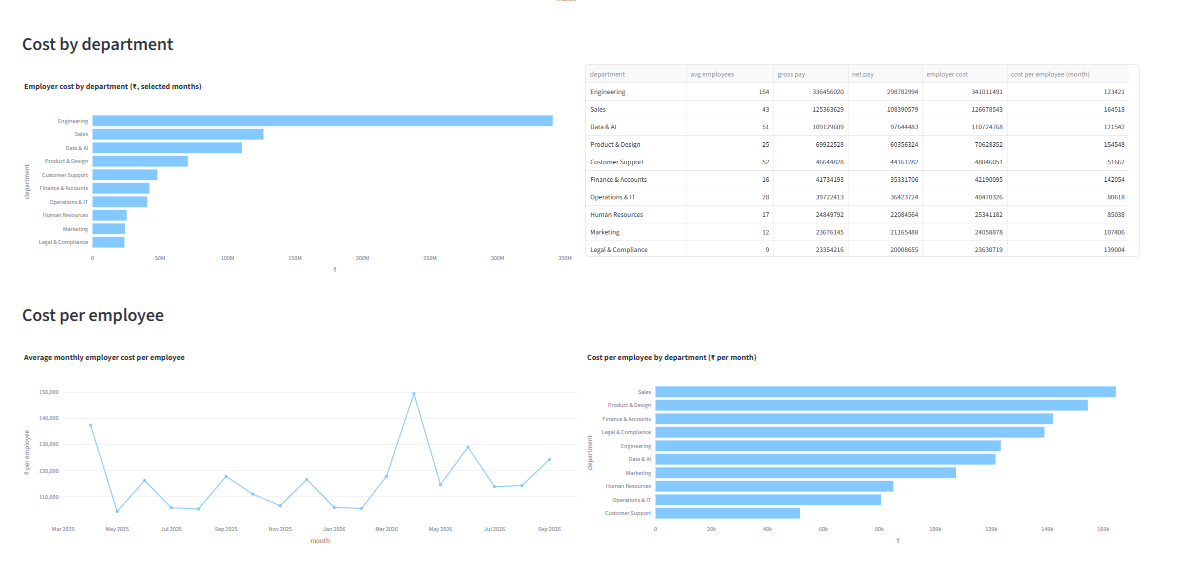 Cost by department
Employer cost by department (₹, selected months)
department
Engineering
Sales
Data & AI
Product & Design
Customer Support
Finance & Accounts
Operations & IT
Human Resources
Marketing
Legal & Compliance
0 50M 100M 150M 200M 250M 300M 350M
₹
department avg employees gross pay net pay employer cost cost per employee (month)
Engineering 154 336456020 298782994 341011491 123421
Sales 43 125363629 108390579 126678543 164518
Data & AI 51 109129609 97644483 110724768 121542
Product & Design 25 69922528 60356324 70628352 154548
Customer Support 52 46644828 44161282 48046051 51662
Finance & Accounts 16 41734193 35331706 42190095 142054
Operations & IT 28 39722413 36423724 40470326 80618
Human Resources 17 24849792 22084564 25341182 85038
Marketing 12 23676145 21165488 24058878 107406
Legal & Compliance 9 23354216 20008655 23630719 139004
Cost per employee
Average monthly employer cost per employee
₹ per employee
150,000
140,000
130,000
120,000
110,000
Mar 2025 May 2025 Jul 2025 Sep 2025 Nov 2025 Jan 2026 Mar 2026 May 2026 Jul 2026 Sep 2026
month
Cost per employee by department (₹ per month)
department
Sales
Product & Design
Finance & Accounts
Legal & Compliance
Engineering
Data & AI
Marketing
Human Resources
Operations & IT
Customer Support
0 20k 40k 60k 80k 100k 120k 140k 160k
₹